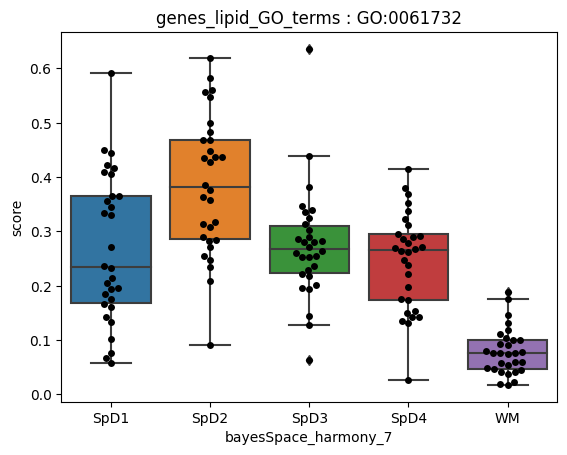 genes_lipid_GO_terms : GO:0061732
score
0.6
0.5
0.4
0.3
0.2
0.1
0.0
SpD1 SpD2 SpD3 SpD4 WM
bayesSpace_harmony_7